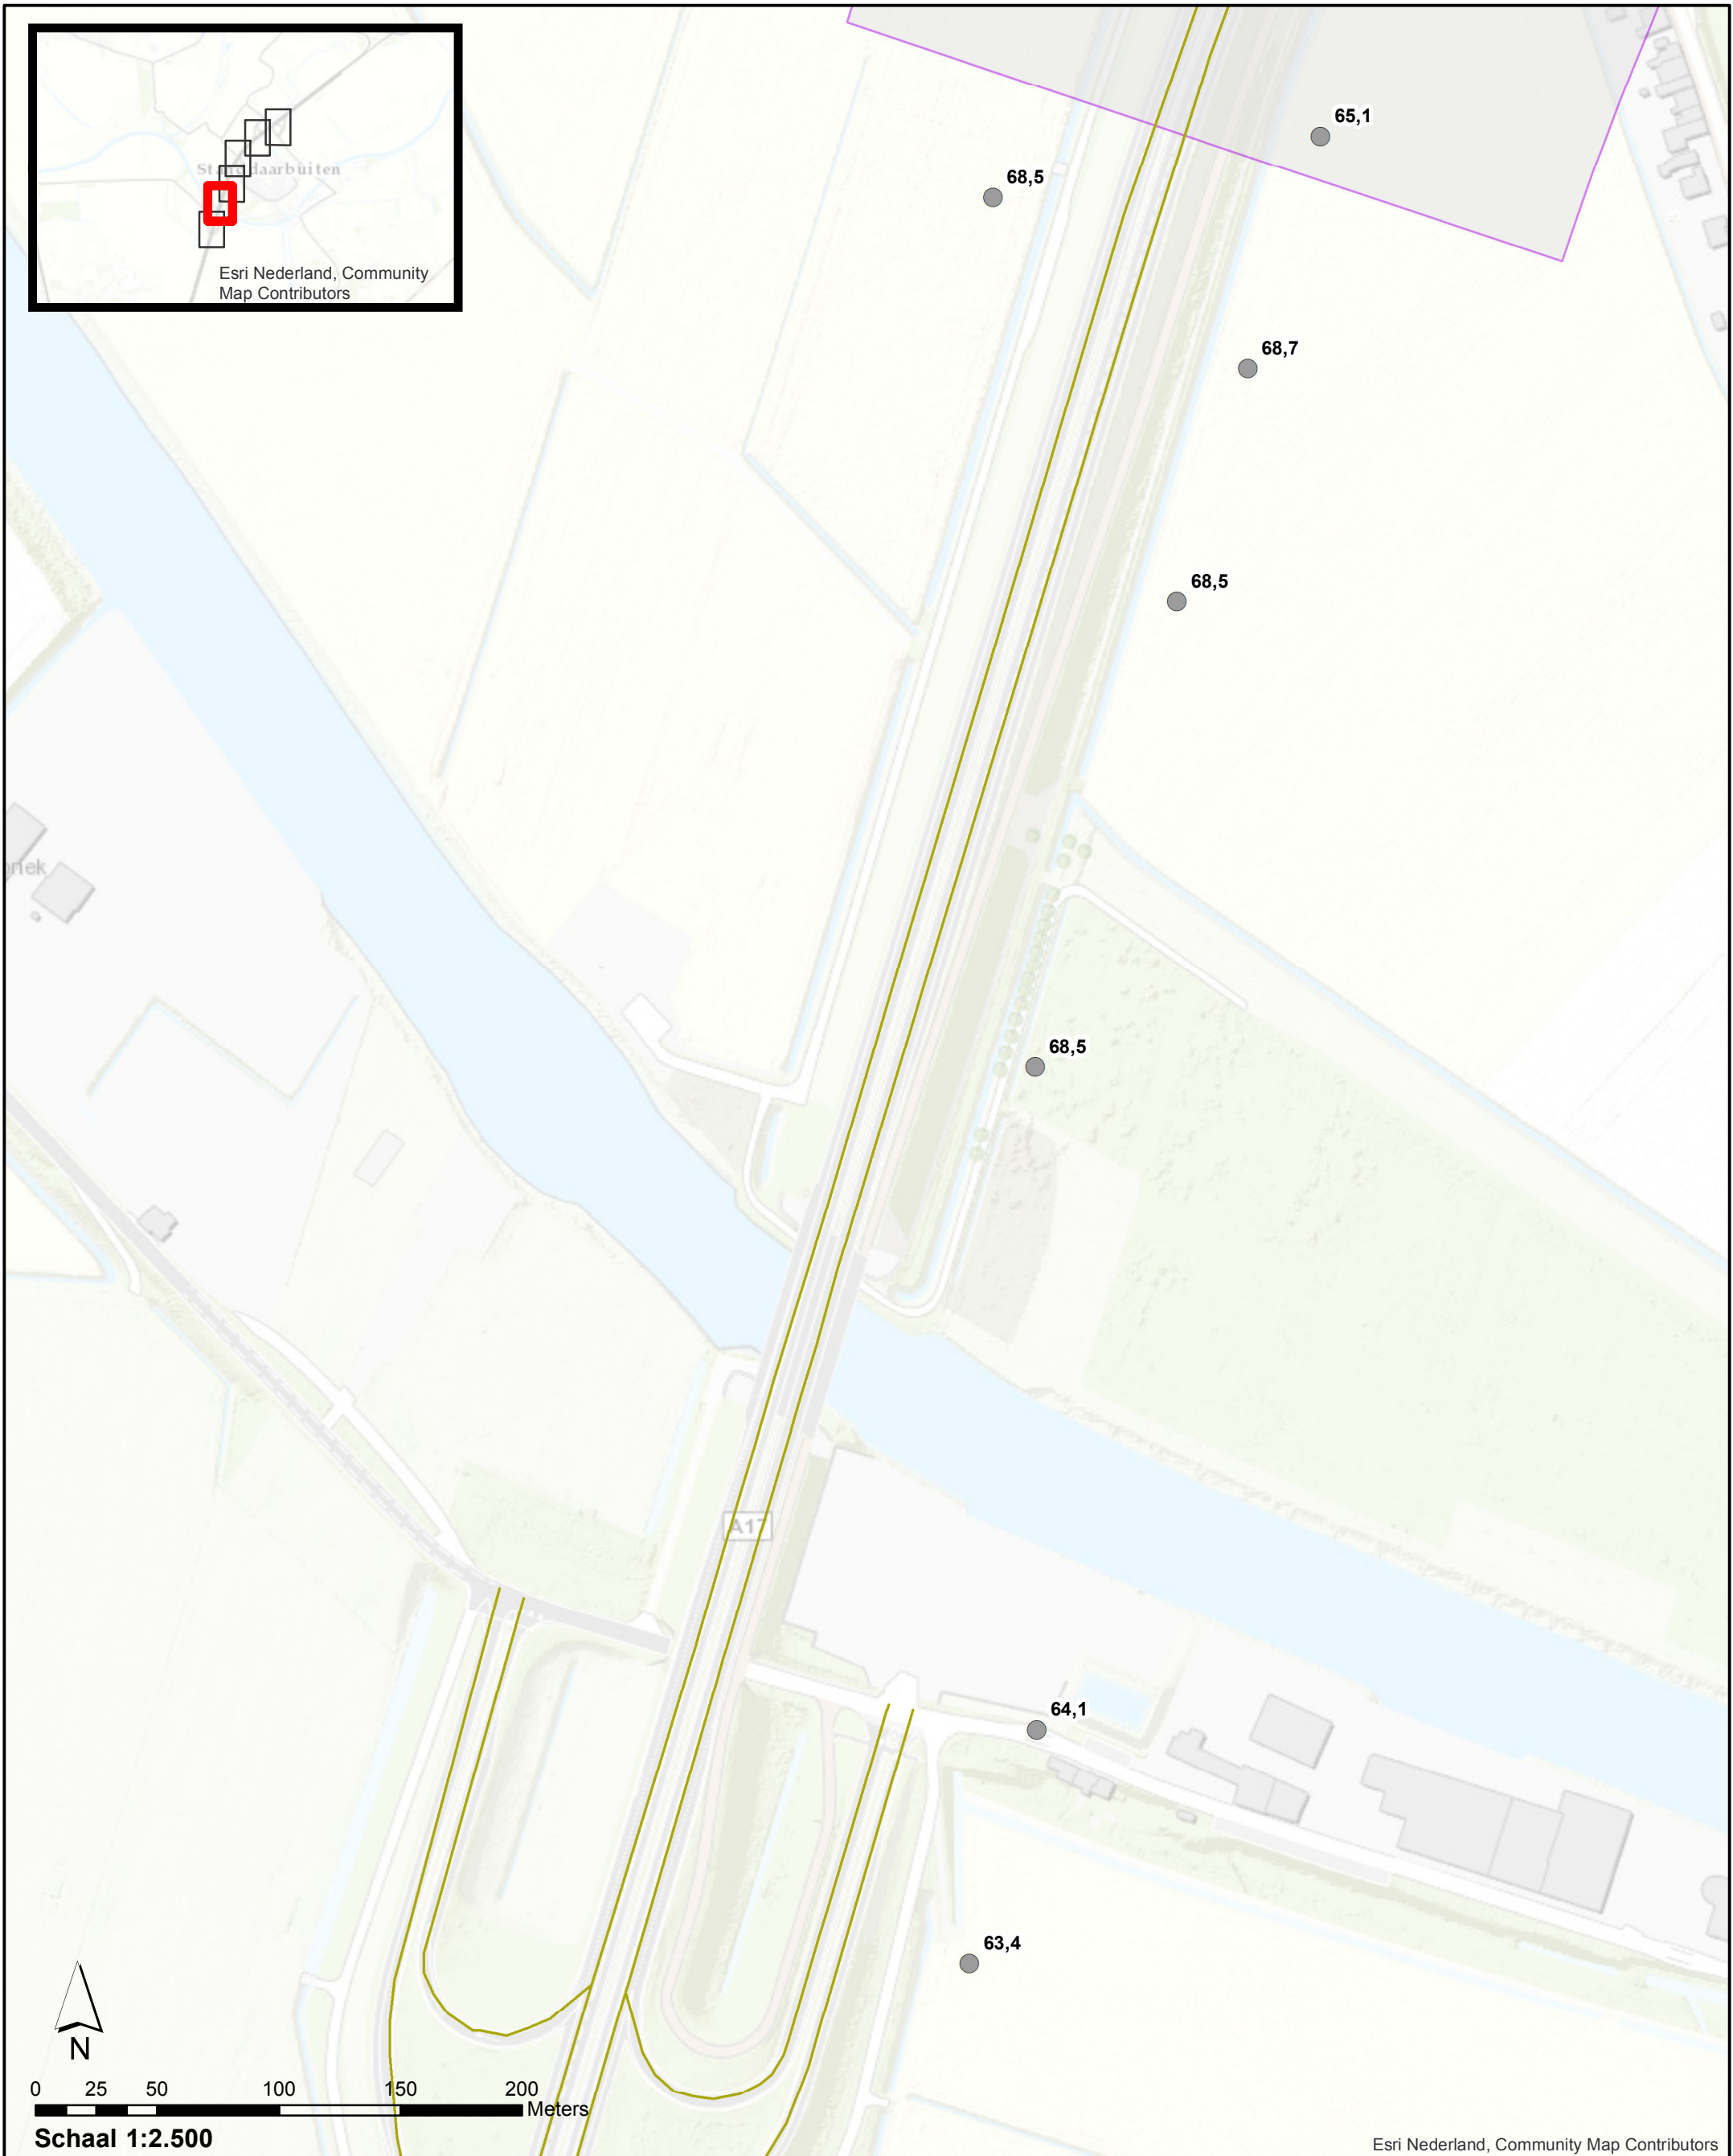 Standdaarbuiten
Esri Nederland, Community
Map Contributors
65,1
68,5
68,7
68,5
68,5
A17
64,1
63,4
N
0 25 50 100 150 200
Meters
Schaal 1:2.500
Esri Nederland, Community Map Contributors